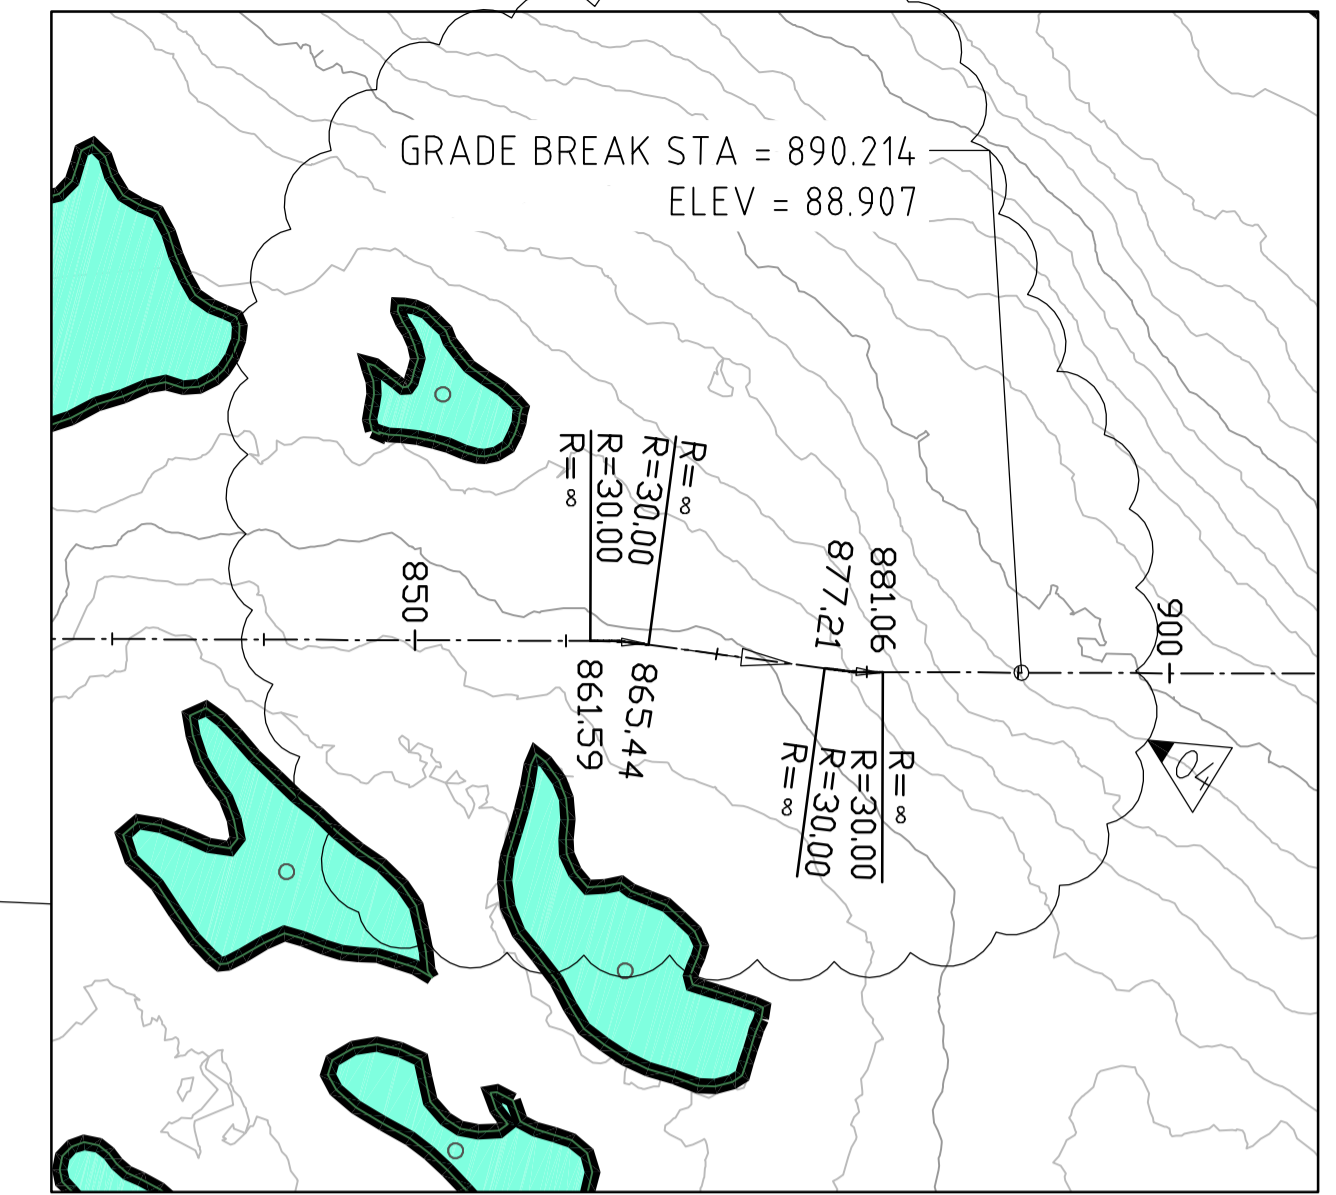 GRADE BREAK STA = 890.214
ELEV = 88.907
R=∞
R=30.00
R=30.00
R=∞
850
877.21
881.06
900
861.59
865.44
R=∞
R=30.00
R=30.00
R=∞
04